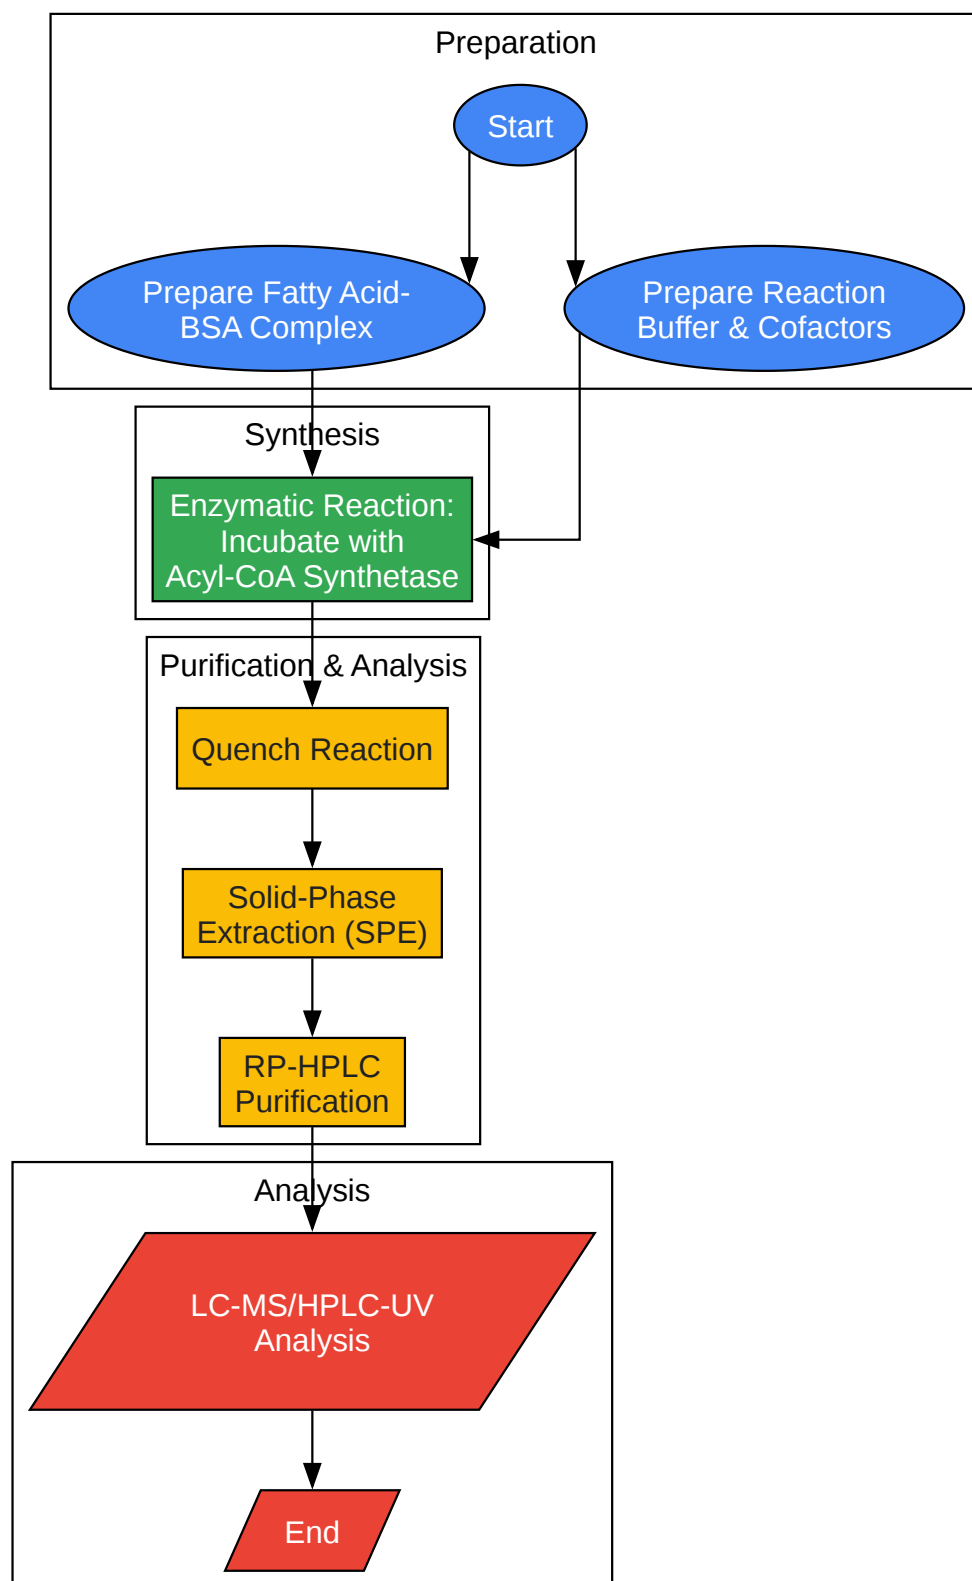 Preparation
Start
Prepare Fatty Acid-
BSA Complex
Prepare Reaction
Buffer & Cofactors
Synthesis
Enzymatic Reaction:
Incubate with
Acyl-CoA Synthetase
Purification & Analysis
Quench Reaction
Solid-Phase
Extraction (SPE)
RP-HPLC
Purification
Analysis
LC-MS/HPLC-UV
Analysis
End